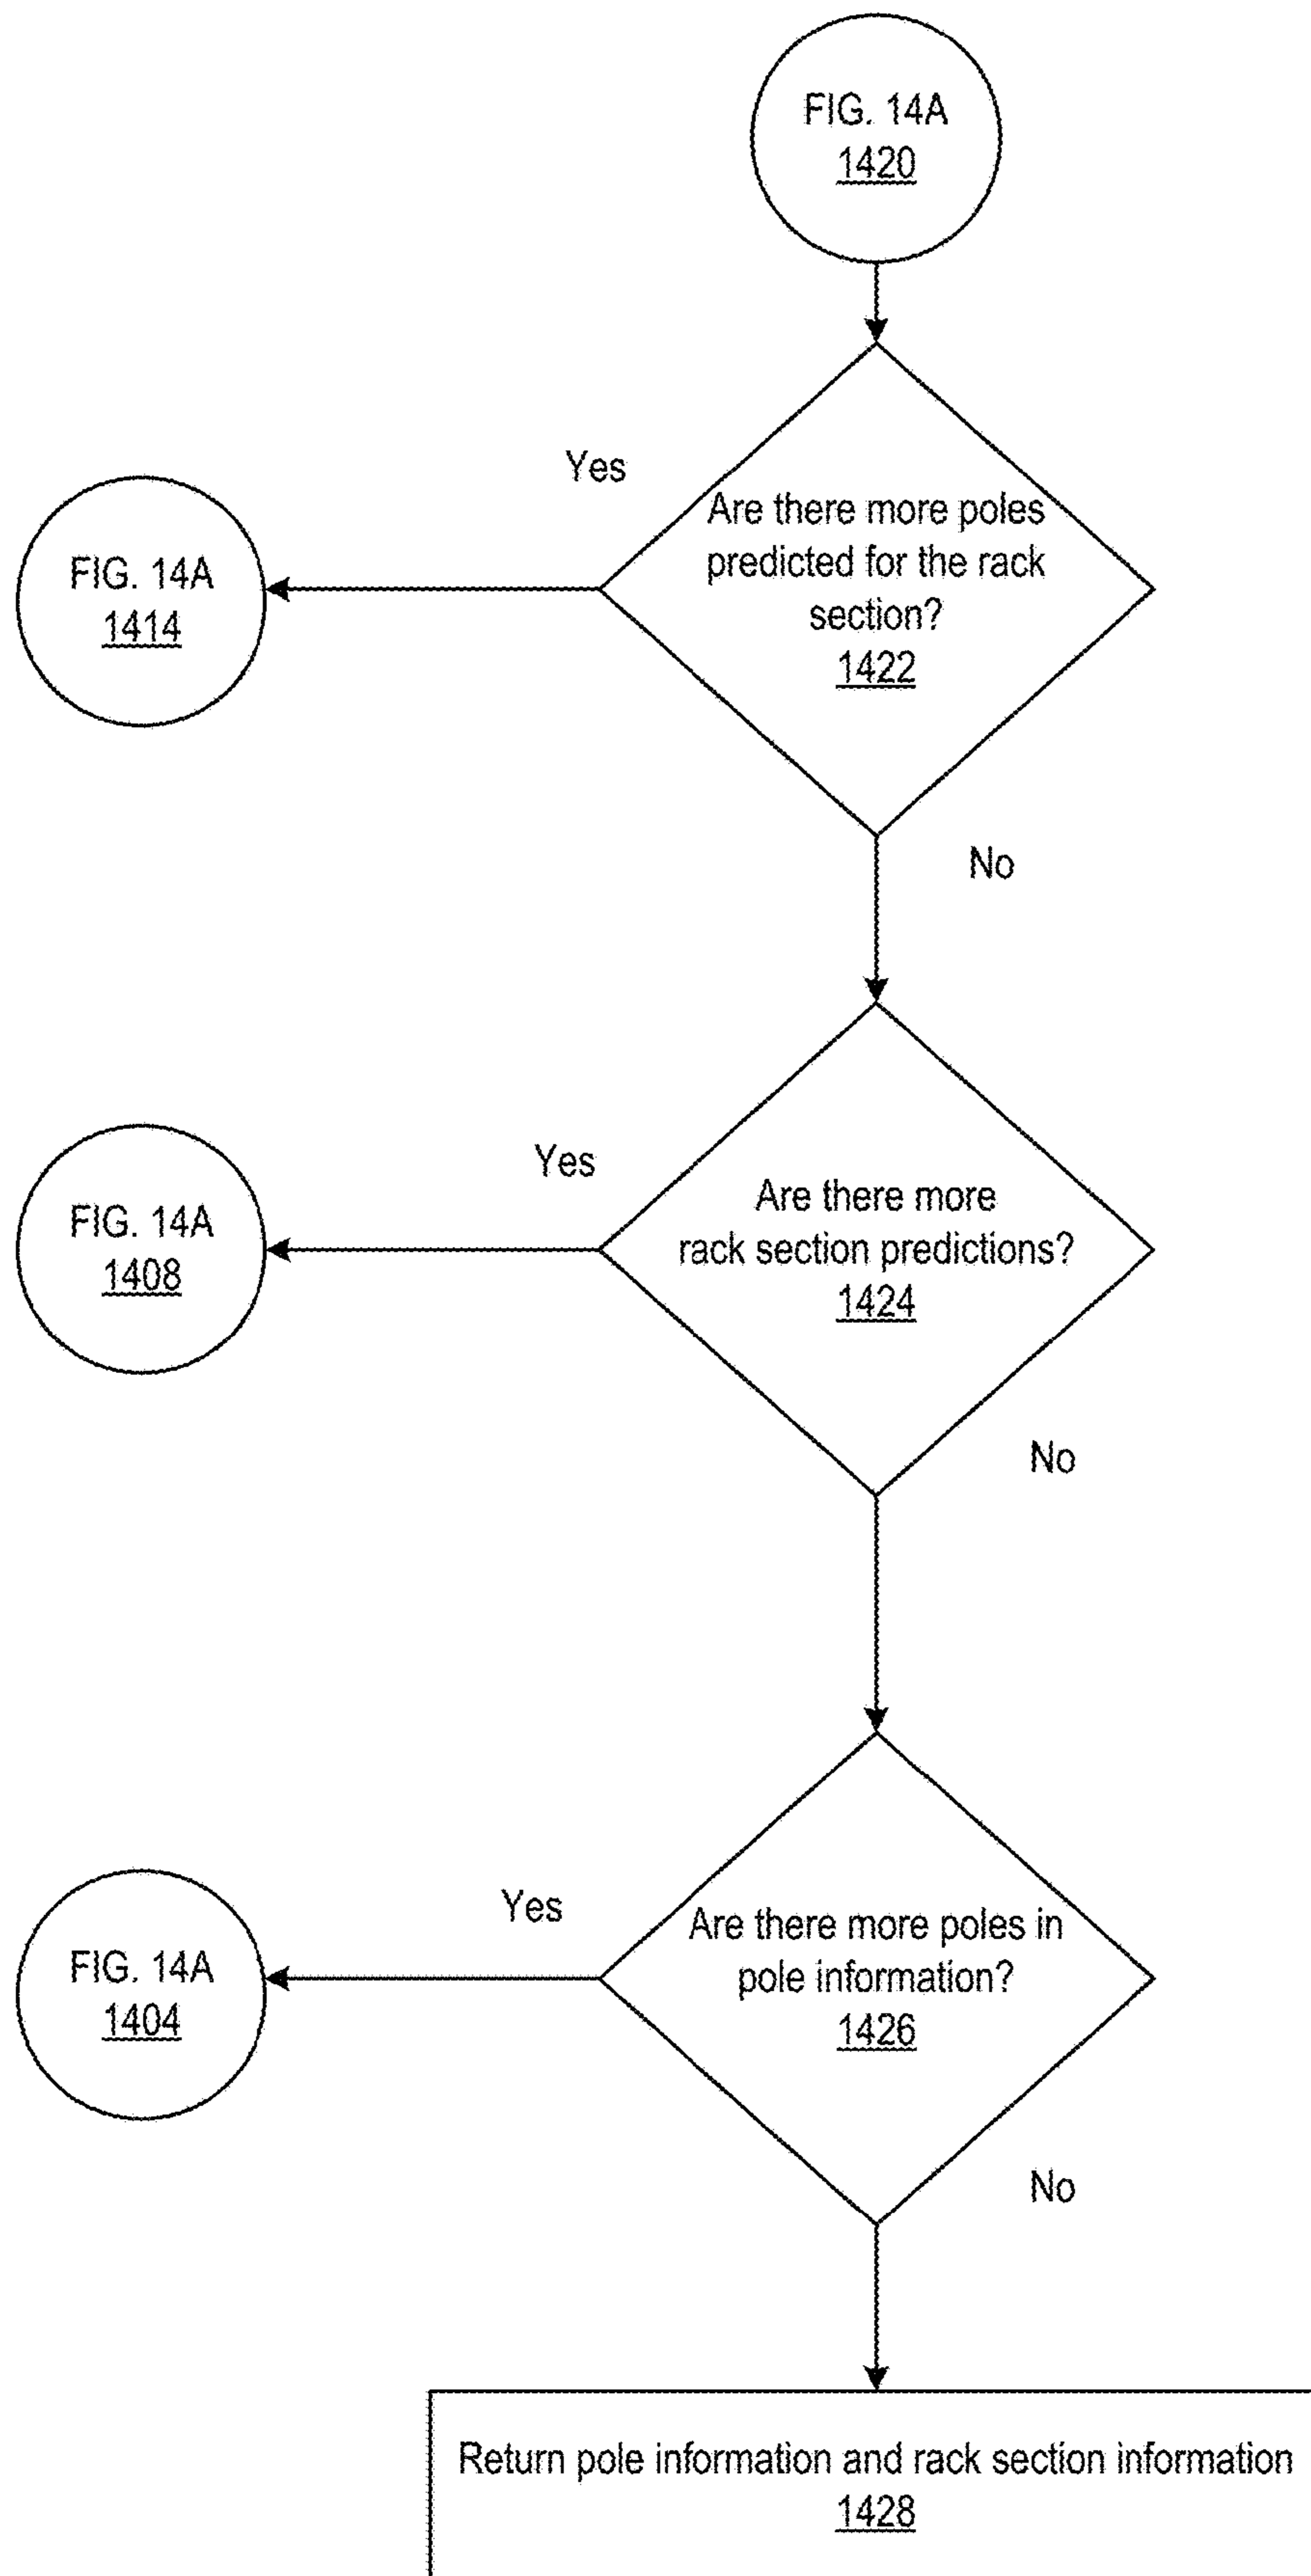 FIG. 14A
1420
Yes
Are there more poles
predicted for the rack
section?
1422
FIG. 14A
1414
No
Yes
Are there more
rack section predictions?
1424
FIG. 14A
1408
No
Yes
Are there more poles in
pole information?
1426
FIG. 14A
1404
No
Return pole information and rack section information
1428